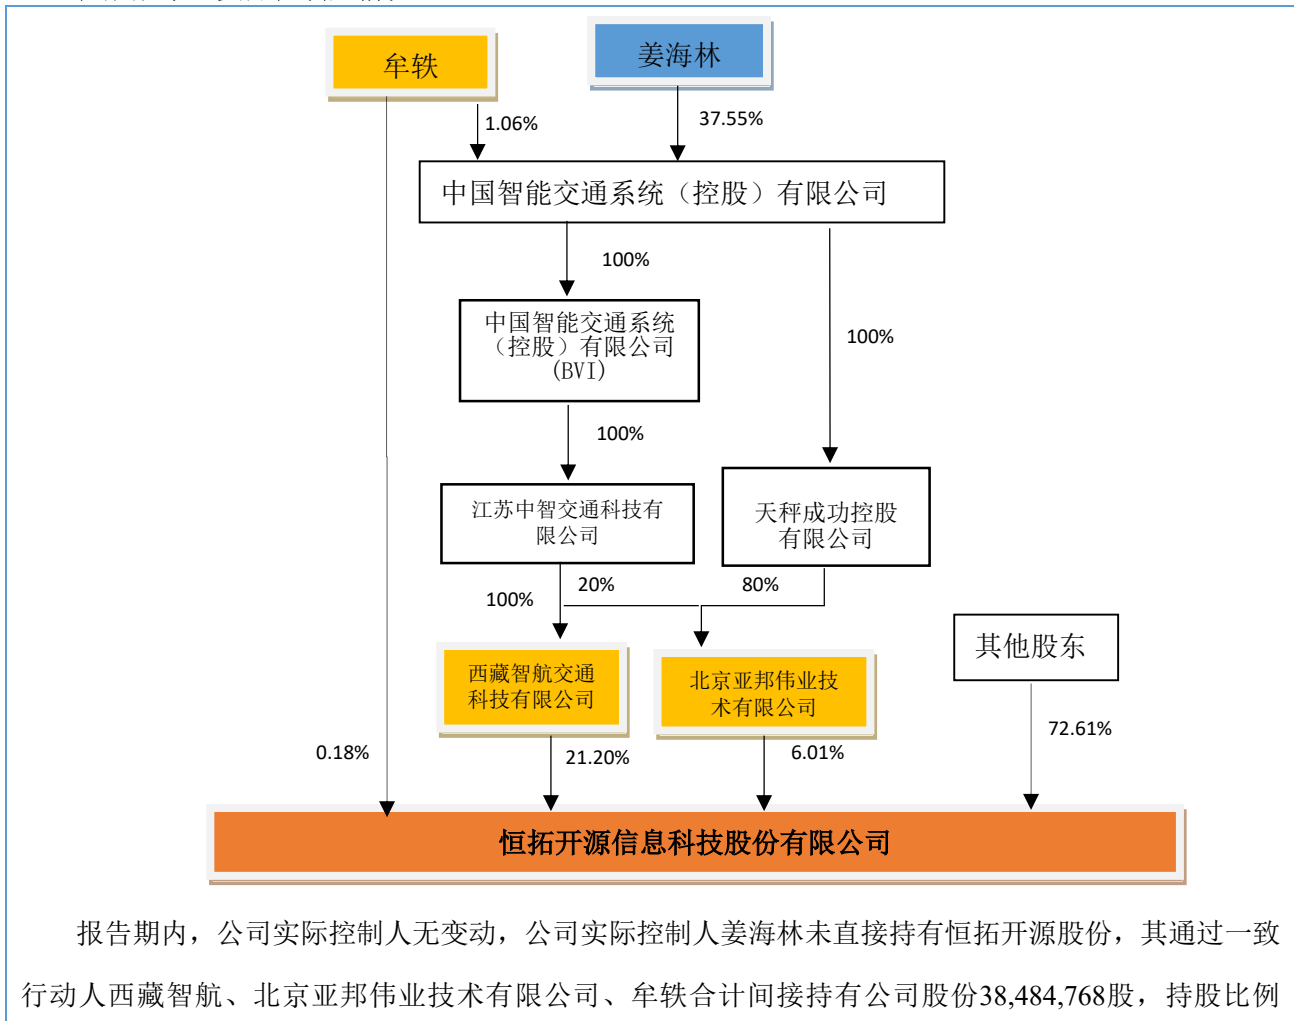 牟轶
姜海林
1.06%
37.55%
中国智能交通系统（控股）有限公司
100%
中国智能交通系统
（控股）有限公司
(BVI)
100%
100%
江苏中智交通科技有
限公司
天秤成功控股
有限公司
20%
80%
100%
西藏智航交通
科技有限公司
北京亚邦伟业技
术有限公司
其他股东
0.18%
21.20%
6.01%
72.61%
恒拓开源信息科技股份有限公司
报告期内，公司实际控制人无变动，公司实际控制人姜海林未直接持有恒拓开源股份，其通过一致
行动人西藏智航、北京亚邦伟业技术有限公司、牟轶合计间接持有公司股份38,484,768股，持股比例